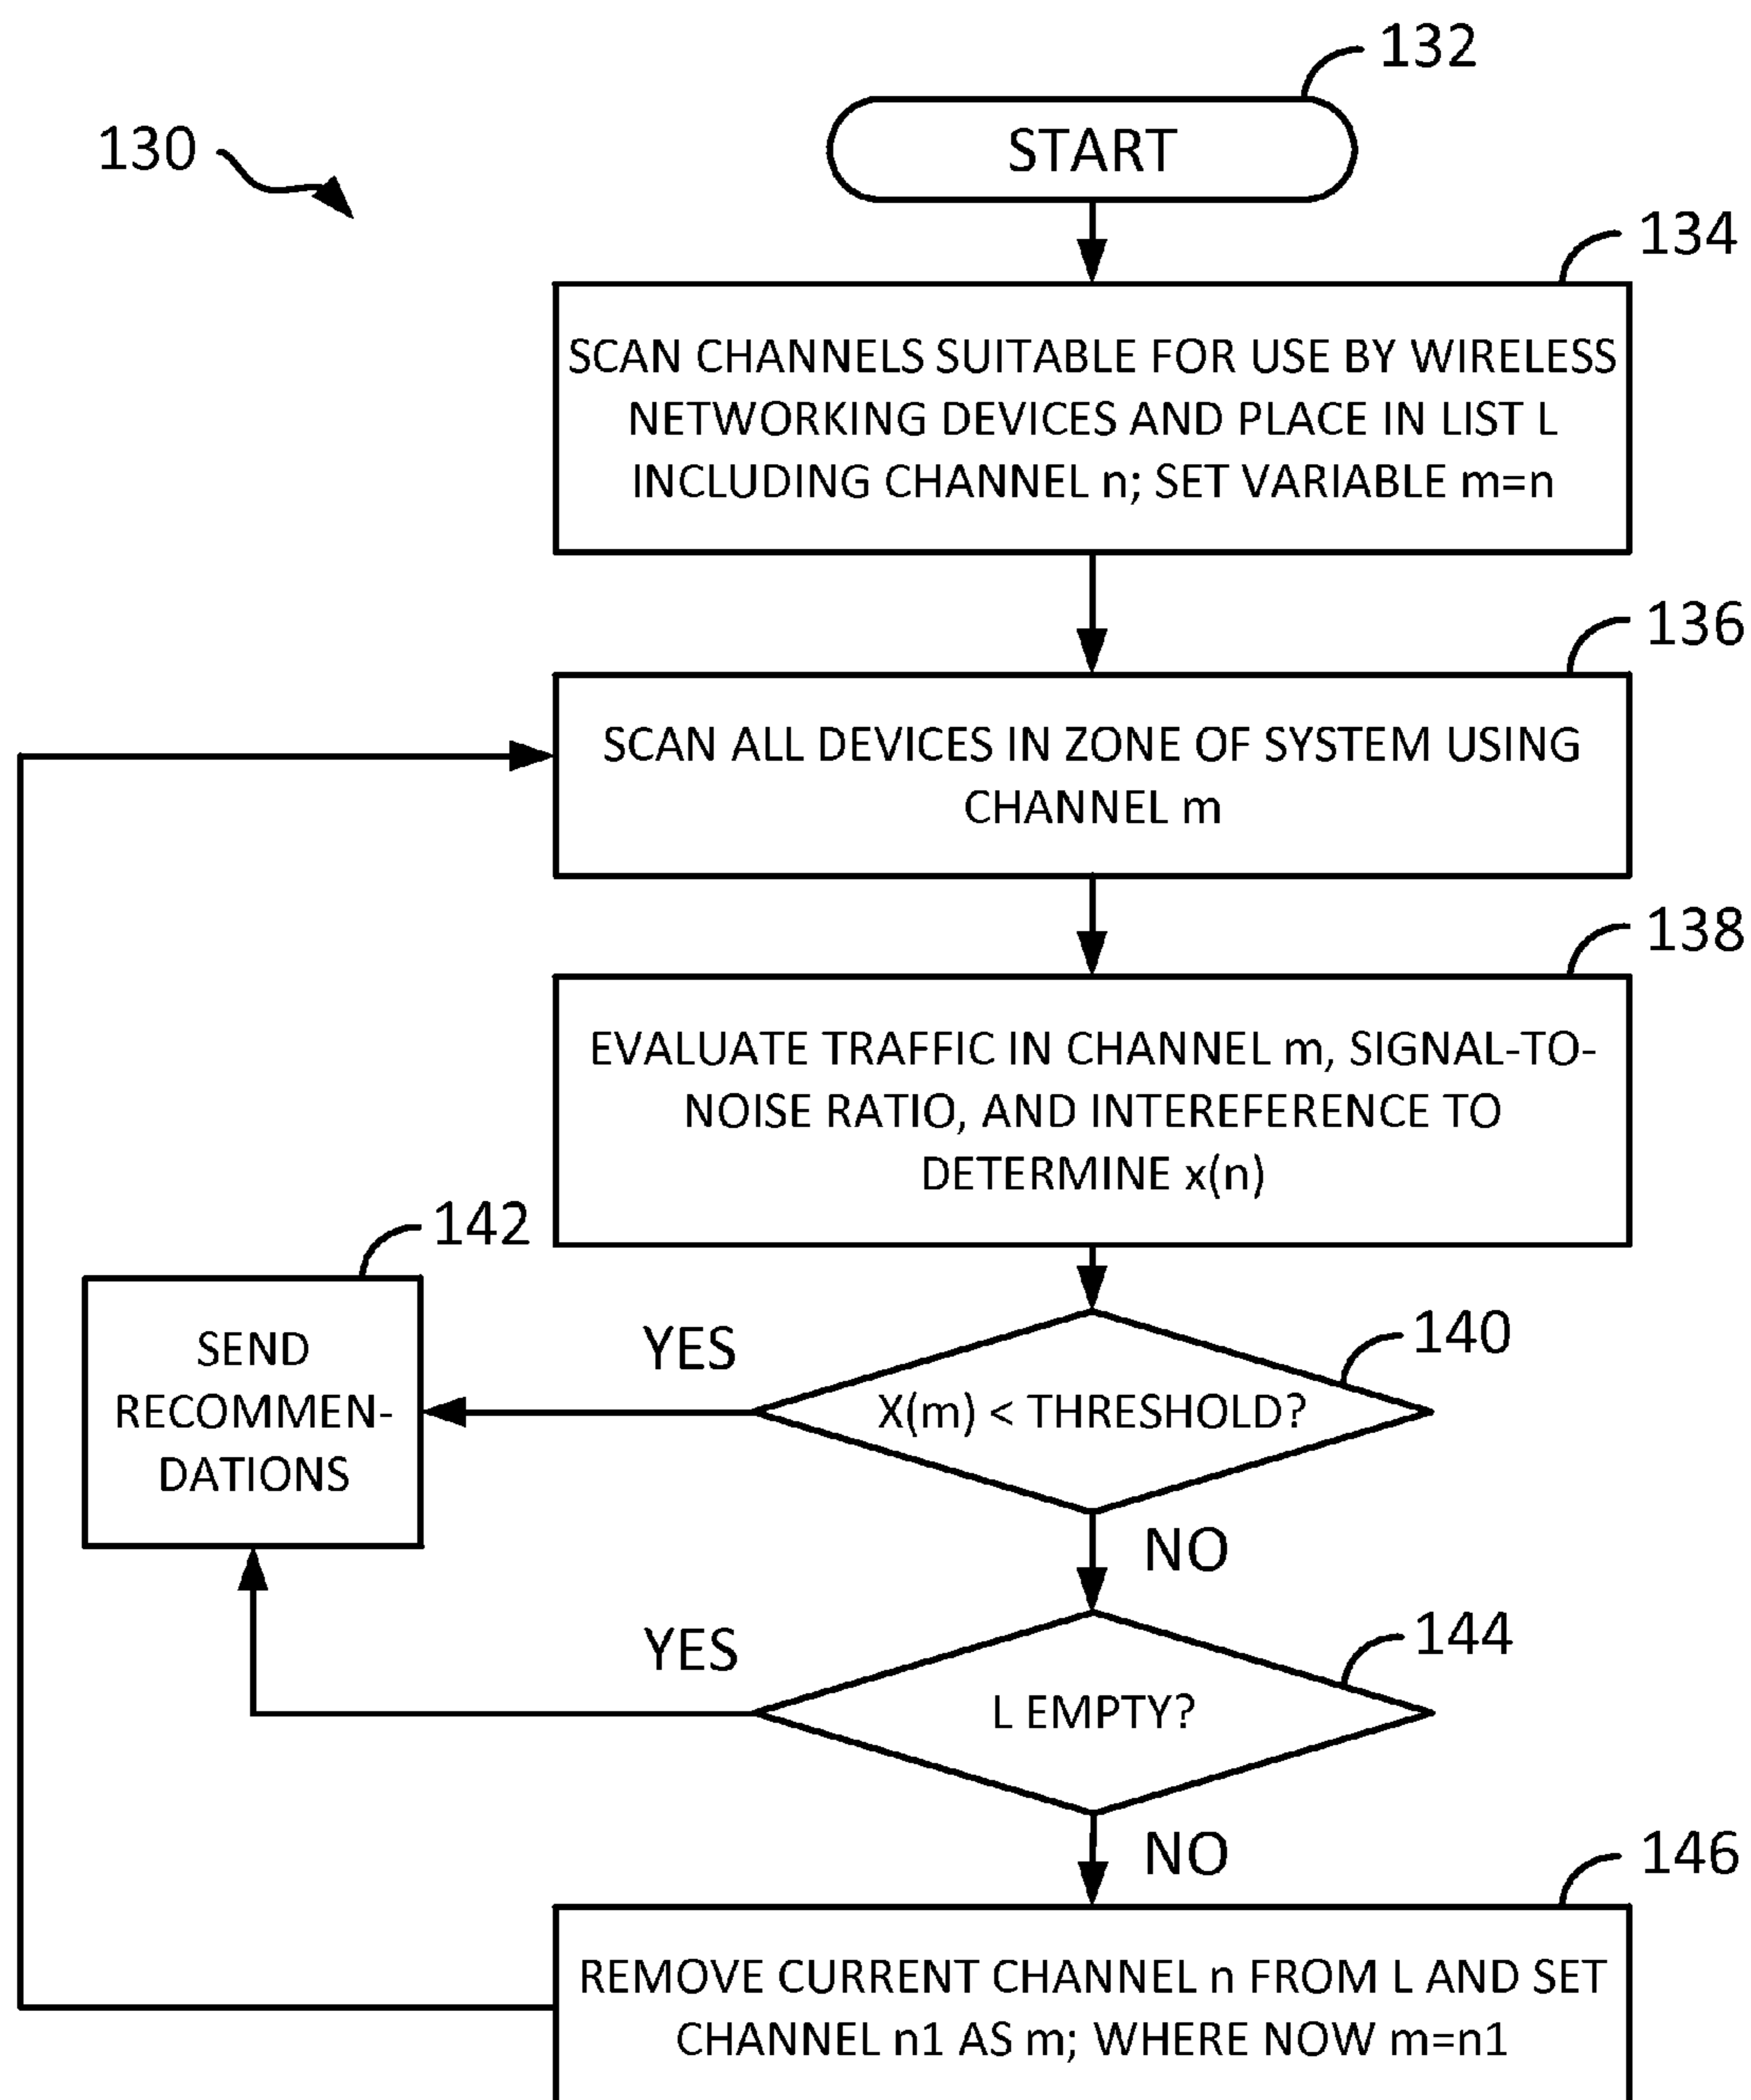 132
130
START
134
SCAN CHANNELS SUITABLE FOR USE BY WIRELESS
NETWORKING DEVICES AND PLACE IN LIST L
INCLUDING CHANNEL n; SET VARIABLE m=n
136
SCAN ALL DEVICES IN ZONE OF SYSTEM USING
CHANNEL m
138
EVALUATE TRAFFIC IN CHANNEL m, SIGNAL-TO-
NOISE RATIO, AND INTEREFERENCE TO
DETERMINE x(n)
142
SEND
RECOMMEN-
DATIONS
YES
140
X(m) < THRESHOLD?
NO
YES
144
L EMPTY?
NO
146
REMOVE CURRENT CHANNEL n FROM L AND SET
CHANNEL n1 AS m; WHERE NOW m=n1